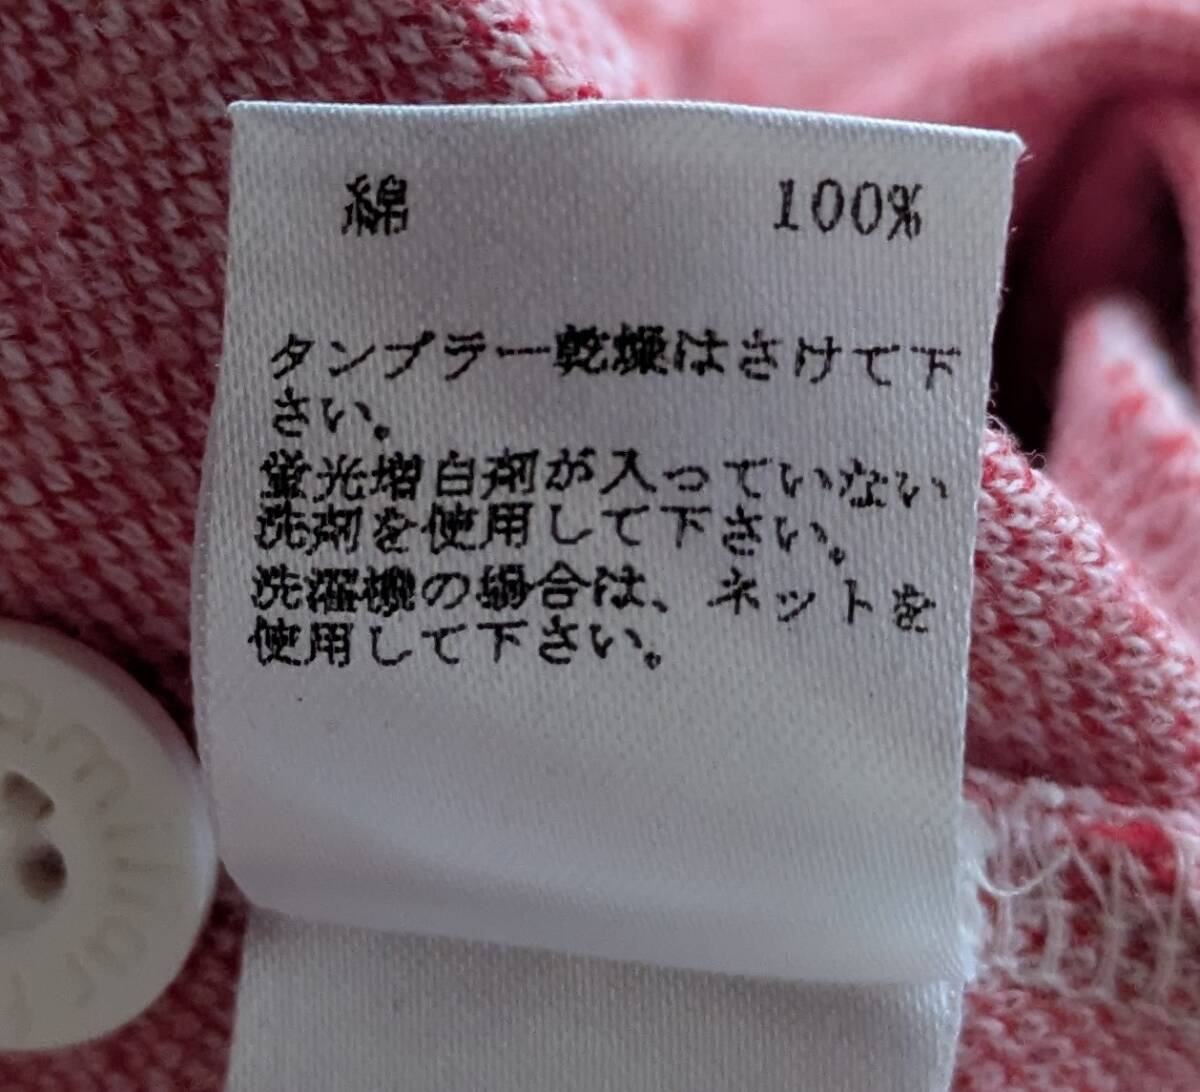 綿 100%
タンブラー乾燥はさけて下
さい。
蛍光増白剤が入っていない
洗剤を使用して下さい。
洗濯機の場合は、ネットを
使用して下さい。
familiar